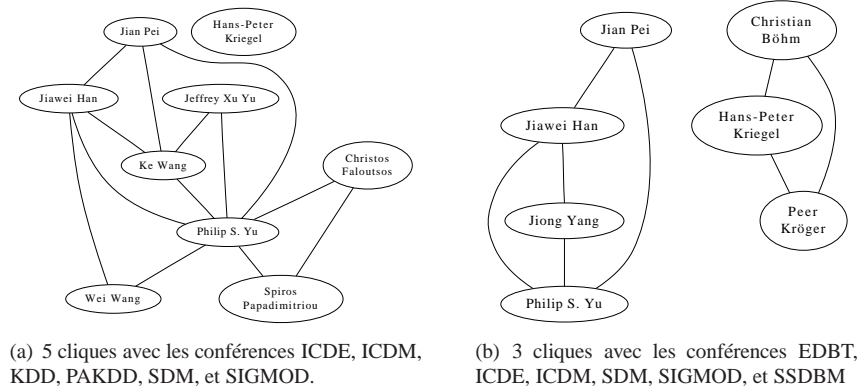 Jian Pei
Hans-Peter
Kriegel
Jiawei Han
Jeffrey Xu Yu
Ke Wang
Christos
Faloutsos
Philip S. Yu
Wei Wang
Spiros
Papadimitriou
(a) 5 cliques avec les conférences ICDE, ICDM,
KDD, PAKDD, SDM, et SIGMOD.
Jian Pei
Christian
Böhm
Jiawei Han
Hans-Peter
Kriegel
Jiong Yang
Peer
Kröger
Philip S. Yu
(b) 3 cliques avec les conférences EDBT,
ICDE, ICDM, SDM, SIGMOD, et SSDBM